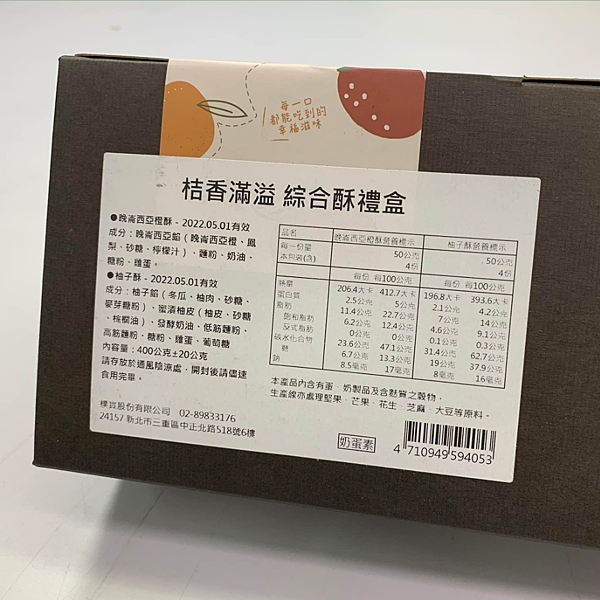 每一口
都能吃到的
幸福滋味
桔香滿溢 綜合酥禮盒
●晚崙西亞橙酥 - 2022.05.01有效
成分：晚崙西亞餡（晚崙西亞橙、鳳
梨、砂糖、檸檬汁）、麵粉、奶油、
糖粉、雞蛋。
●柚子酥 - 2022.05.01有效
成分：柚子餡（冬瓜、柚肉、砂糖、
麥芽糖粉）、蜜漬柚皮（柚皮、砂糖
、棕櫚油）、發酵奶油、低筋麵粉、
高筋麵粉、糖粉、雞蛋、葡萄糖
內容量：400公克±20公克
請存放於通風陰涼處，開封後請儘速
食用完畢。
樸實股份有限公司 02-89833176
24157 新北市三重區中正北路518號6樓
品名 晚崙西亞橙酥營養標示 柚子酥營養標示
每一份量 50公克 50公克
本包裝(含) 4份 4份
每份 每100公克 每份 每100公克
熱量 206.4大卡 412.7大卡 196.8大卡 393.6大卡
蛋白質 2.5公克 5公克 2.1公克 4.2公克
脂肪 11.4公克 22.7公克 7公克 14公克
飽和脂肪 6.2公克 12.4公克 4.6公克 9.1公克
反式脂肪 0公克 0公克 0.1公克 0.3公克
碳水化合物 23.6公克 47.1公克 31.4公克 62.7公克
糖 6.7公克 13.3公克 19公克 37.9公克
鈉 8.5毫克 17毫克 8毫克 16毫克
本產品內含有蛋、奶製品及含麩質之穀物，
生產線亦處理堅果、芒果、花生、芝麻、大豆等原料。
奶蛋素
4 710949 594053